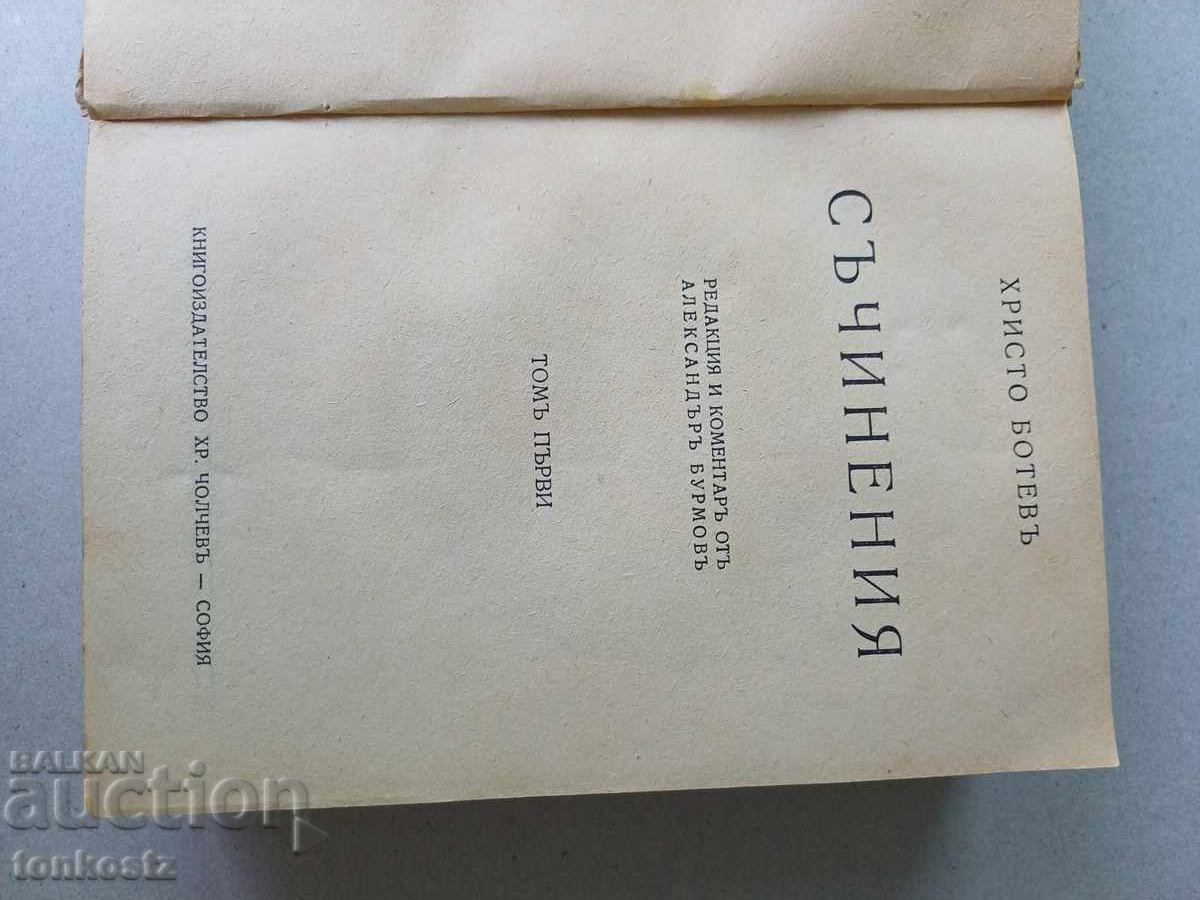 ХРИСТО БОТЕВЪ
СЪЧИНЕНИЯ
РЕДАКЦИЯ И КОМЕНТАРЪ ОТЪ
АЛЕКСАНДЪРЪ БУРМОВЪ
ТОМЪ ПЪРВИ
КНИГОИЗДАТЕЛСТВО ХР. ЧОЛЧЕВЪ — СОФИЯ
BALKAN
auction
tonkostz